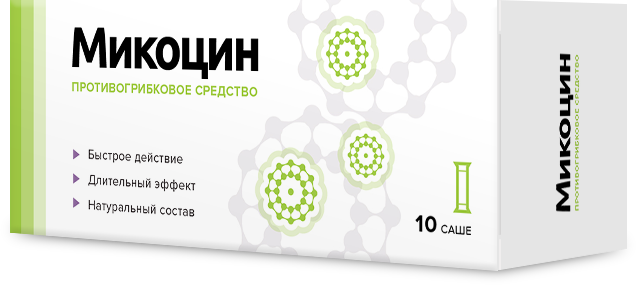 Микоцин
ПРОТИВОГРИБКОВОЕ СРЕДСТВО
Быстрое действие
Длительный эффект
Натуральный состав
10 САШЕ
Микоцин
ПРОТИВОГРИБКОВОЕ СРЕДСТВО